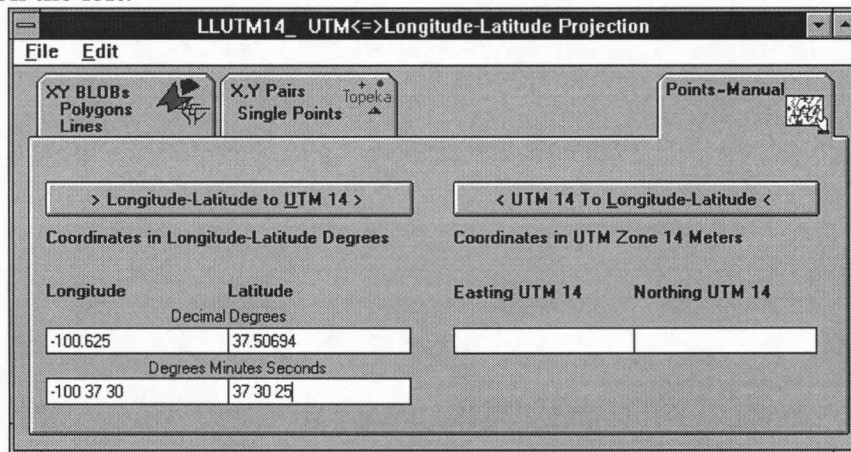 LLUTM14_ UTM<=>Longitude-Latitude Projection
File Edit
XY BLOBs
Polygons
Lines
X,Y Pairs
Single Points
Topeka
Points-Manual
> Longitude-Latitude to UTM 14 >
< UTM 14 To Longitude-Latitude <
Coordinates in Longitude-Latitude Degrees
Coordinates in UTM Zone 14 Meters
Longitude Latitude
Easting UTM 14 Northing UTM 14
Decimal Degrees
-100.625 37.50694
Degrees Minutes Seconds
-100 37 30 37 30 25